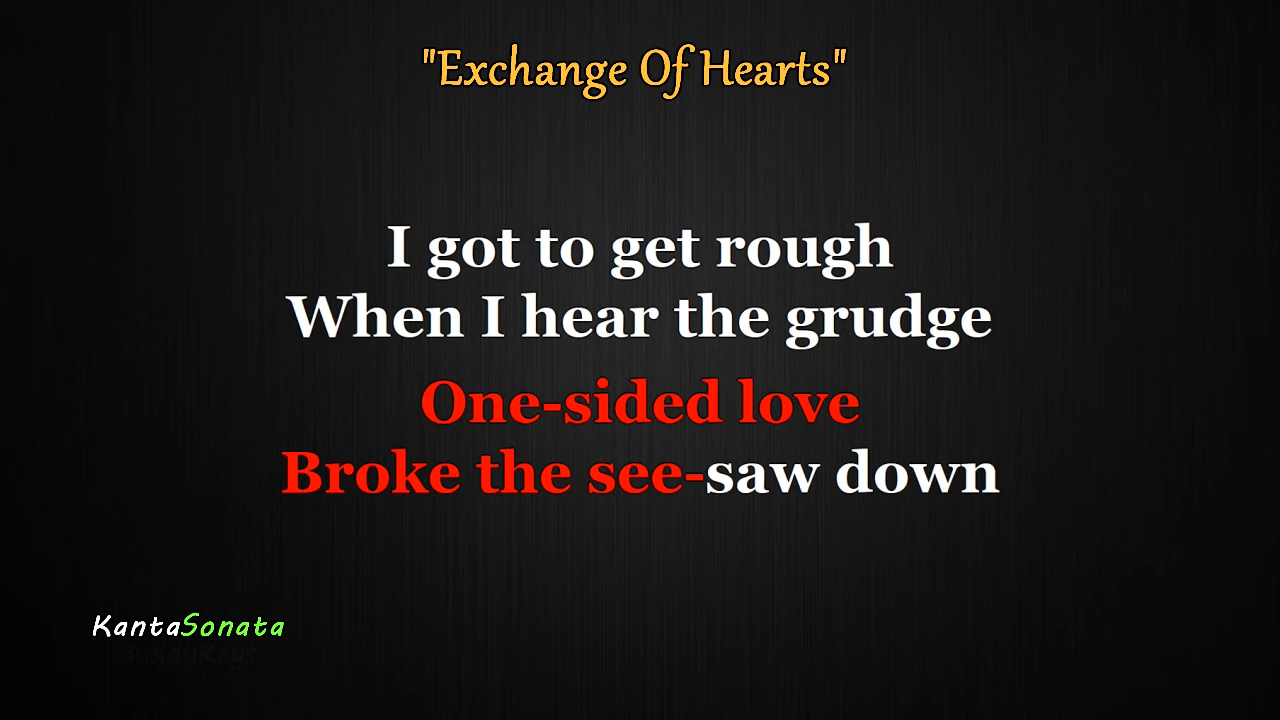 "Exchange Of Hearts"
I got to get rough
When I hear the grudge
One-sided love
Broke the see-saw down
KantaSonata
BuddyKeys